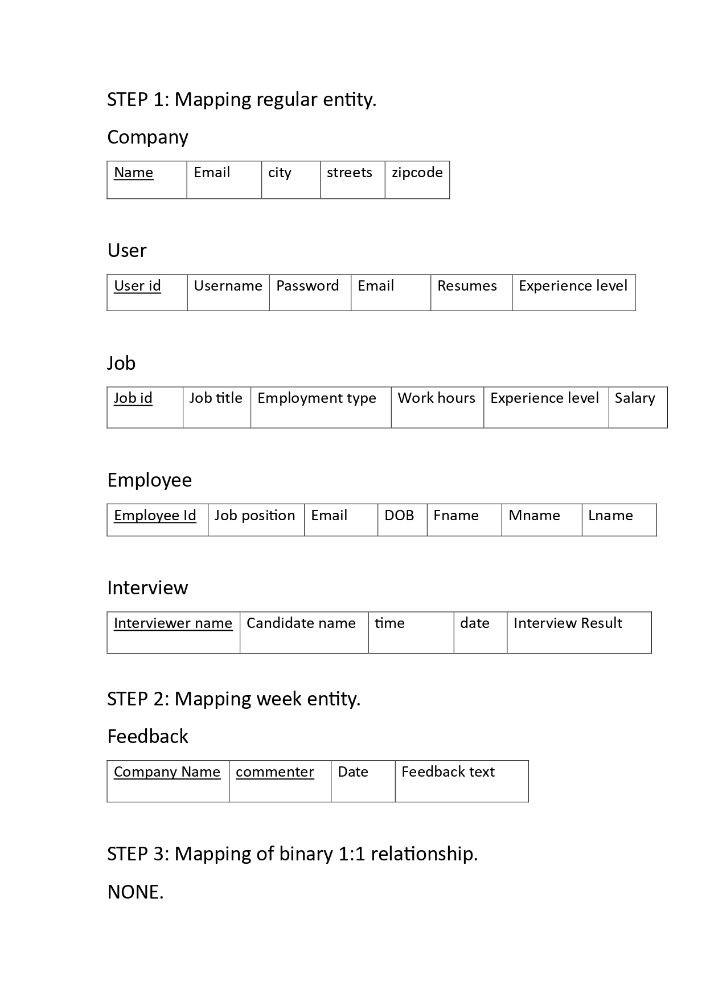 STEP 1: Mapping regular entity.
Company
Name Email city streets zipcode
User
User id Username Password Email Resumes Experience level
Job
Job id Job title Employment type Work hours Experience level Salary
Employee
Employee Id Job position Email DOB Fname Mname Lname
Interview
Interviewer name Candidate name time date Interview Result
STEP 2: Mapping week entity.
Feedback
Company Name commenter Date Feedback text
STEP 3: Mapping of binary 1:1 relationship.
NONE.